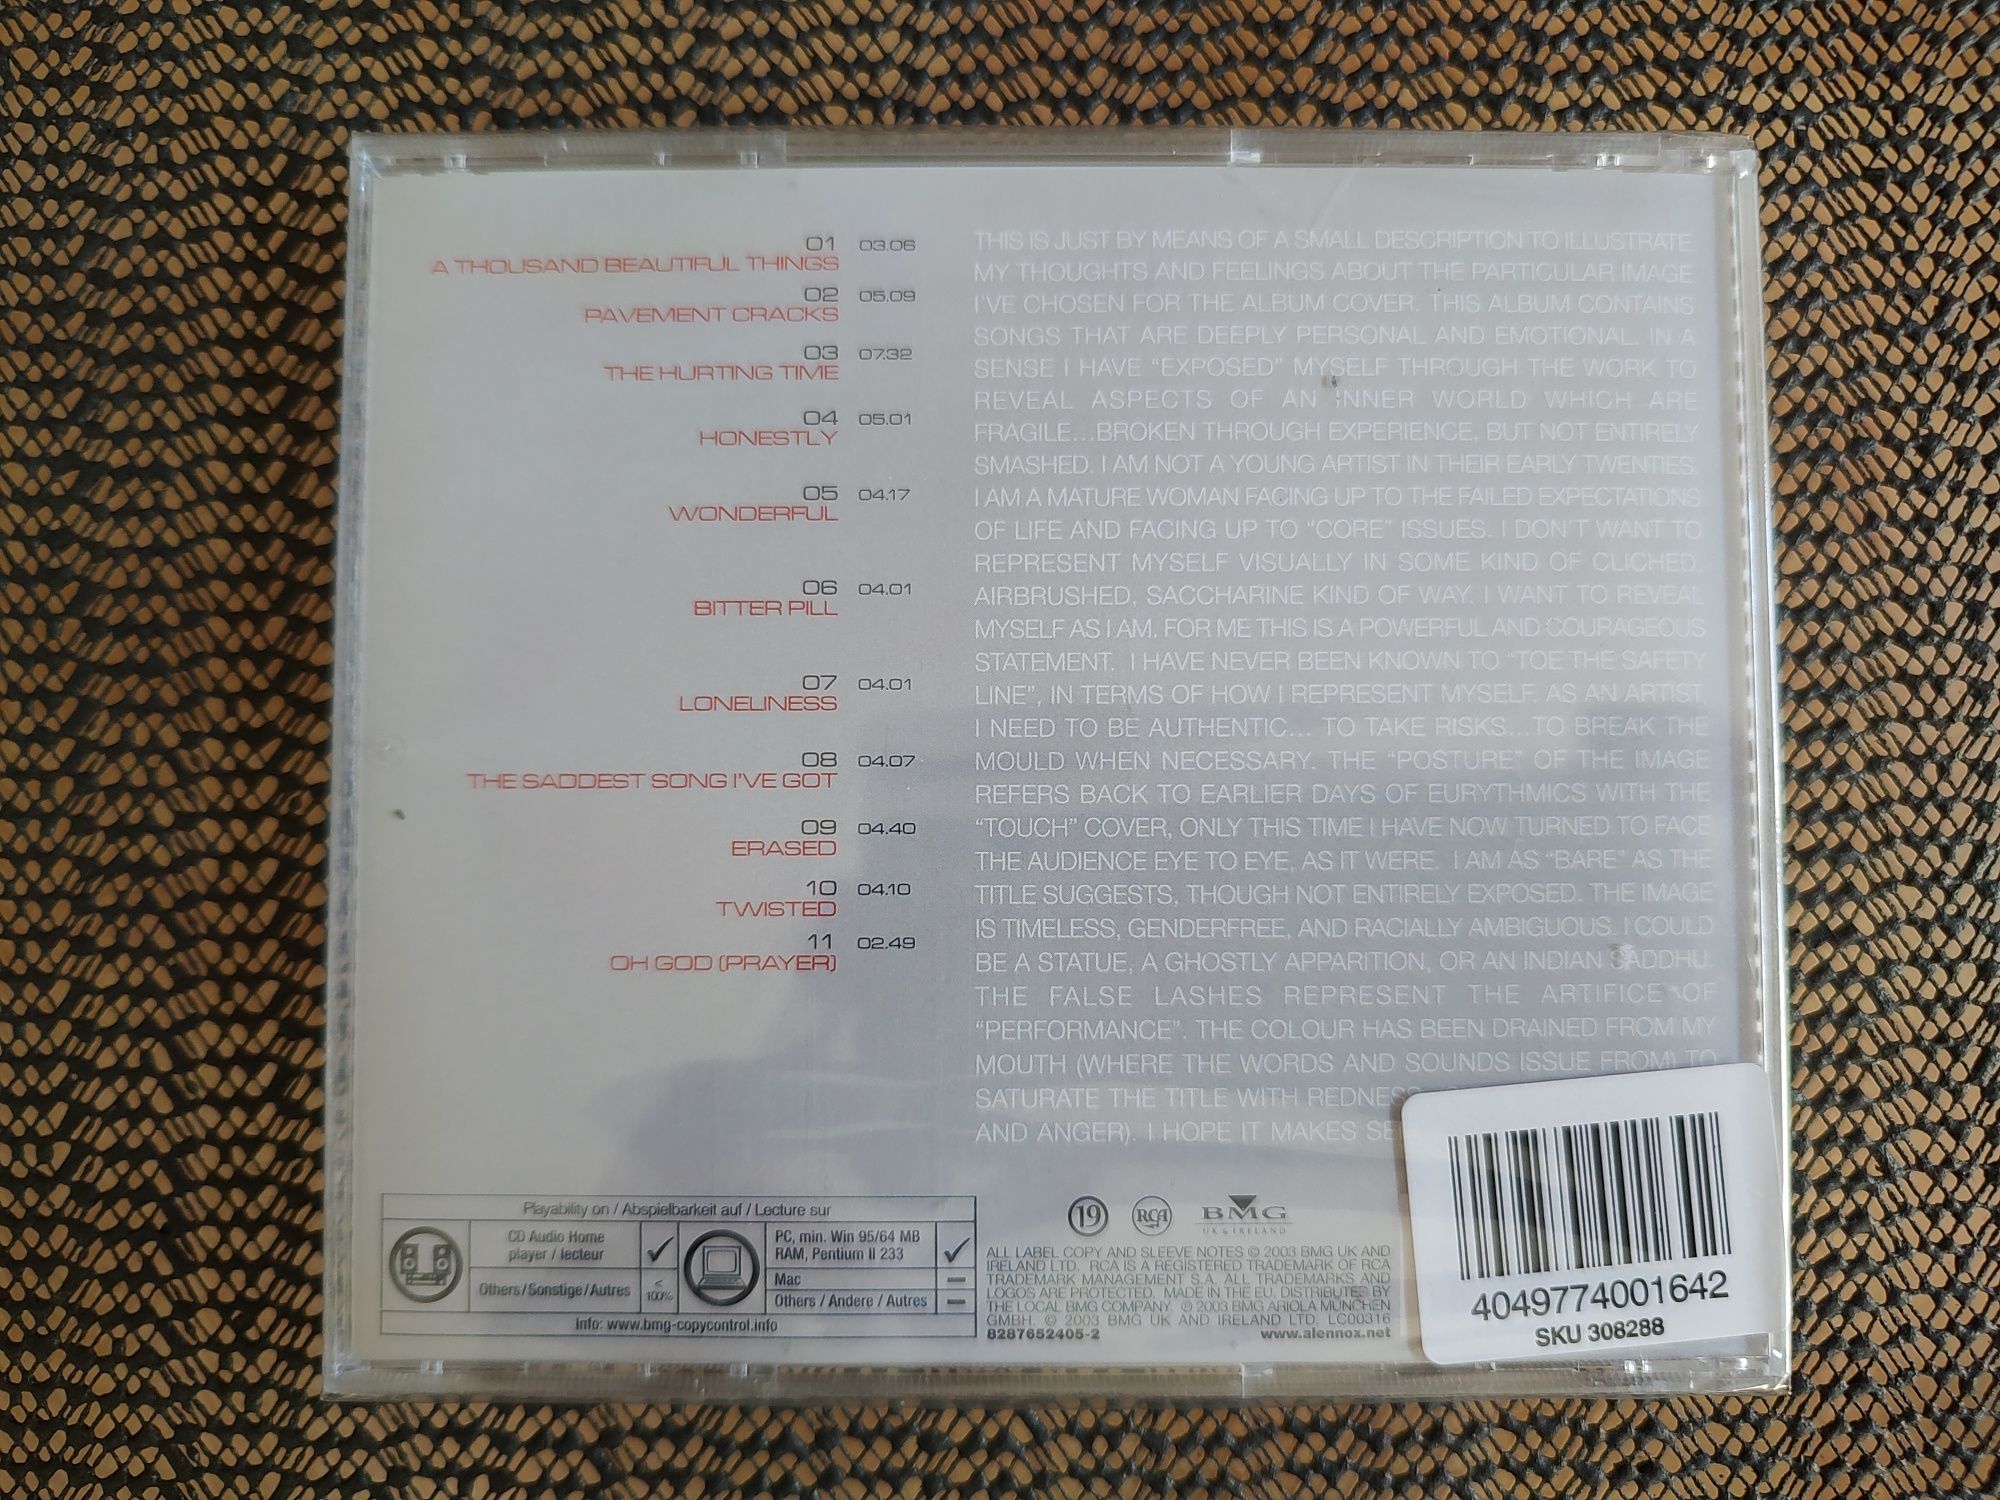 01 03.06
A THOUSAND BEAUTIFUL THINGS
02 05.09
PAVEMENT CRACKS
03 07.32
THE HURTING TIME
04 05.01
HONESTLY
05 04.17
WONDERFUL
06 04.01
BITTER PILL
07 04.01
LONELINESS
08 04.07
THE SADDEST SONG I'VE GOT
09 04.40
ERASED
10 04.10
TWISTED
11 02.49
OH GOD (PRAYER)
THIS IS JUST BY MEANS OF A SMALL DESCRIPTION TO ILLUSTRATE
MY THOUGHTS AND FEELINGS ABOUT THE PARTICULAR IMAGE
I'VE CHOSEN FOR THE ALBUM COVER. THIS ALBUM CONTAINS
SONGS THAT ARE DEEPLY PERSONAL AND EMOTIONAL. IN A
SENSE I HAVE "EXPOSED" MYSELF THROUGH THE WORK TO
REVEAL ASPECTS OF AN INNER WORLD WHICH ARE
FRAGILE...BROKEN THROUGH EXPERIENCE, BUT NOT ENTIRELY
SMASHED. I AM NOT A YOUNG ARTIST IN THEIR EARLY TWENTIES.
I AM A MATURE WOMAN FACING UP TO THE FAILED EXPECTATIONS
OF LIFE AND FACING UP TO "CORE" ISSUES. I DON'T WANT TO
REPRESENT MYSELF VISUALLY IN SOME KIND OF CLICHED,
AIRBRUSHED, SACCHARINE KIND OF WAY. I WANT TO REVEAL
MYSELF AS I AM. FOR ME THIS IS A POWERFUL AND COURAGEOUS
STATEMENT. I HAVE NEVER BEEN KNOWN TO "TOE THE SAFETY
LINE", IN TERMS OF HOW I REPRESENT MYSELF. AS AN ARTIST
I NEED TO BE AUTHENTIC... TO TAKE RISKS...TO BREAK THE
MOULD WHEN NECESSARY. THE "POSTURE" OF THE IMAGE
REFERS BACK TO EARLIER DAYS OF EURYTHMICS WITH THE
"TOUCH" COVER, ONLY THIS TIME I HAVE NOW TURNED TO FACE
THE AUDIENCE EYE TO EYE, AS IT WERE. I AM AS "BARE" AS THE
TITLE SUGGESTS, THOUGH NOT ENTIRELY EXPOSED. THE IMAGE
IS TIMELESS, GENDERFREE, AND RACIALLY AMBIGUOUS. I COULD
BE A STATUE, A GHOSTLY APPARITION, OR AN INDIAN SADDHU.
THE FALSE LASHES REPRESENT THE ARTIFICE OF
"PERFORMANCE". THE COLOUR HAS BEEN DRAINED FROM MY
MOUTH (WHERE THE WORDS AND SOUNDS ISSUE FROM) TO
SATURATE THE TITLE WITH
AND ANGER). I HOPE IT MAKES
Playability on / Abspielbarkeit auf / Lecture sur
CD Audio Home
player / lecteur
Others / Sonstige / Autres
≤
100%
PC, min. Win 95/64 MB
RAM, Pentium II 233
Mac
Others / Andere / Autres
Info: www.bmg-copycontrol.info
19
RCA
BMG
UK & IRELAND
ALL LABEL COPY AND SLEEVE NOTES © 2003 BMG UK AND
IRELAND LTD. RCA IS A REGISTERED TRADEMARK OF RCA
TRADEMARK MANAGEMENT S.A. ALL TRADEMARKS AND
LOGOS ARE PROTECTED. MADE IN THE EU. DISTRIBUTED BY
THE LOCAL BMG COMPANY. ℗ 2003 BMG ARIOLA MUNCHEN
GMBH. © 2003 BMG UK AND IRELAND LTD. LC00316
8287652405-2 www.alennox.net
4049774001642
SKU 308288